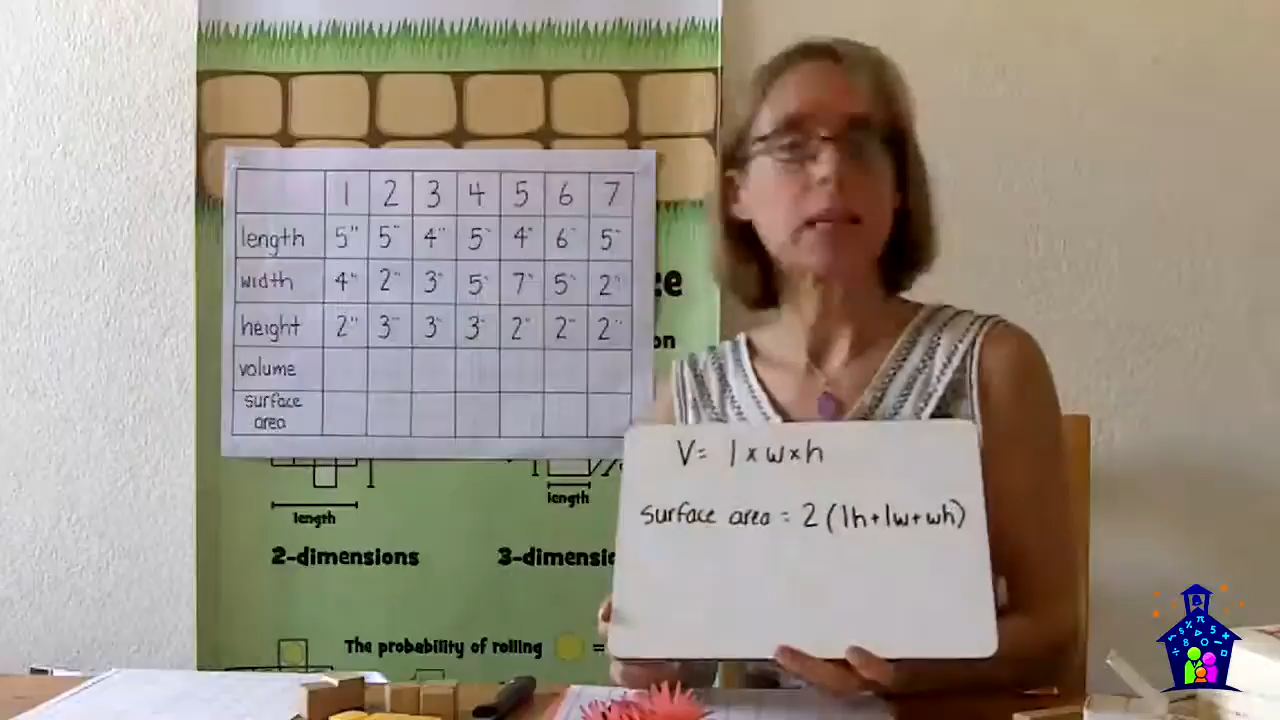 1 2 3 4 5 6 7
length 5" 5" 4" 5" 4" 6" 5"
width 4" 2" 3" 5" 7" 5" 2"
height 2" 3" 3" 3" 2" 2" 2"
volume
surface
area
ce
on
V= l x w x h
surface area = 2 (lh+lw+wh)
length
length
2-dimensions
3-dimensio
The probability of rolling =